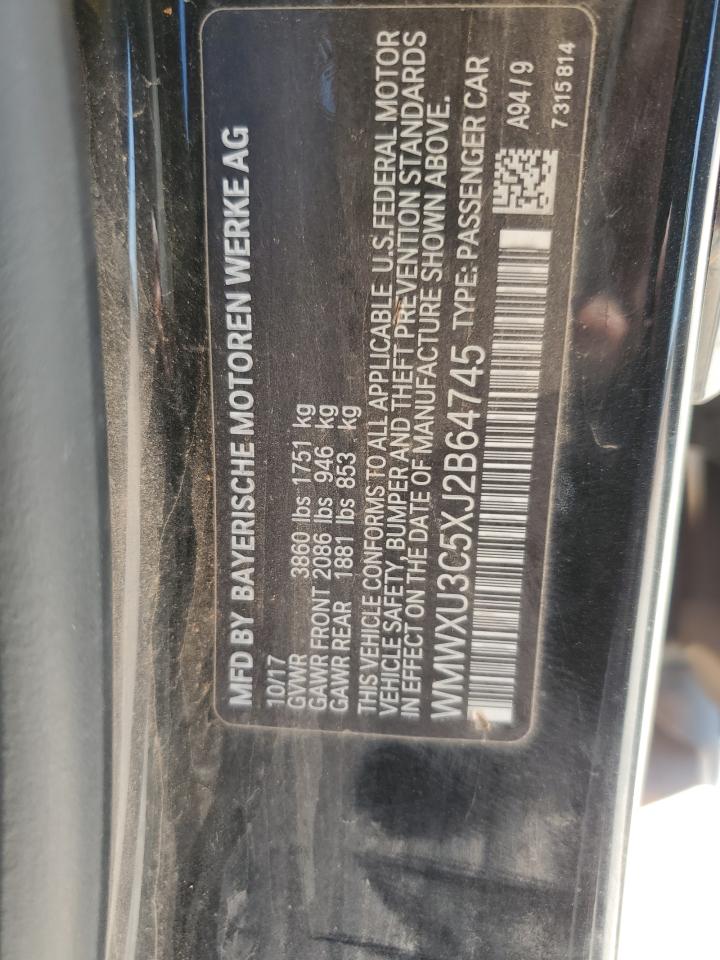 MFD BY BAYERISCHE MOTOREN WERKE AG
10/17
GVWR 3860 lbs 1751 kg
GAWR FRONT 2086 lbs 946 kg
GAWR REAR 1881 lbs 853 kg
THIS VEHICLE CONFORMS TO ALL APPLICABLE U.S.FEDERAL MOTOR
VEHICLE SAFETY, BUMPER AND THEFT PREVENTION STANDARDS
IN EFFECT ON THE DATE OF MANUFACTURE SHOWN ABOVE.
WMWXU3C5XJ2B64745 TYPE: PASSENGER CAR
A94 / 9
7 315 814